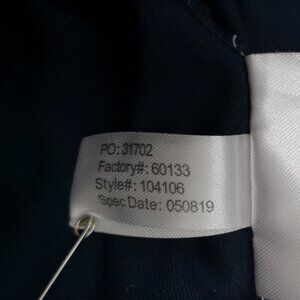 PO: 31702
Factory#: 60133
Style#: 104106
Spec Date: 050819